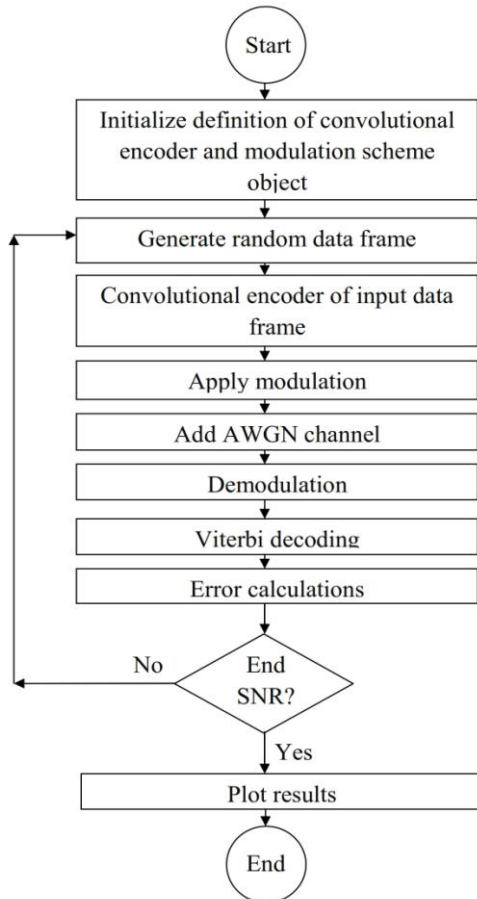 Start
Initialize definition of convolutional
encoder and modulation scheme
object
Generate random data frame
Convolutional encoder of input data
frame
Apply modulation
Add AWGN channel
Demodulation
Viterbi decoding
Error calculations
No
End
SNR?
Yes
Plot results
End